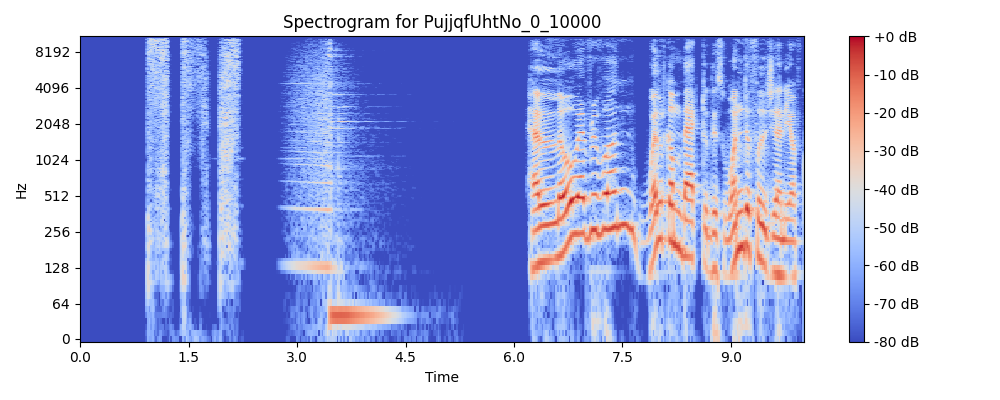 Spectrogram for PujjqfUhtNo_0_10000
Hz
8192
4096
2048
1024
512
256
128
64
0
0.0 1.5 3.0 4.5 6.0 7.5 9.0
Time
+0 dB
-10 dB
-20 dB
-30 dB
-40 dB
-50 dB
-60 dB
-70 dB
-80 dB